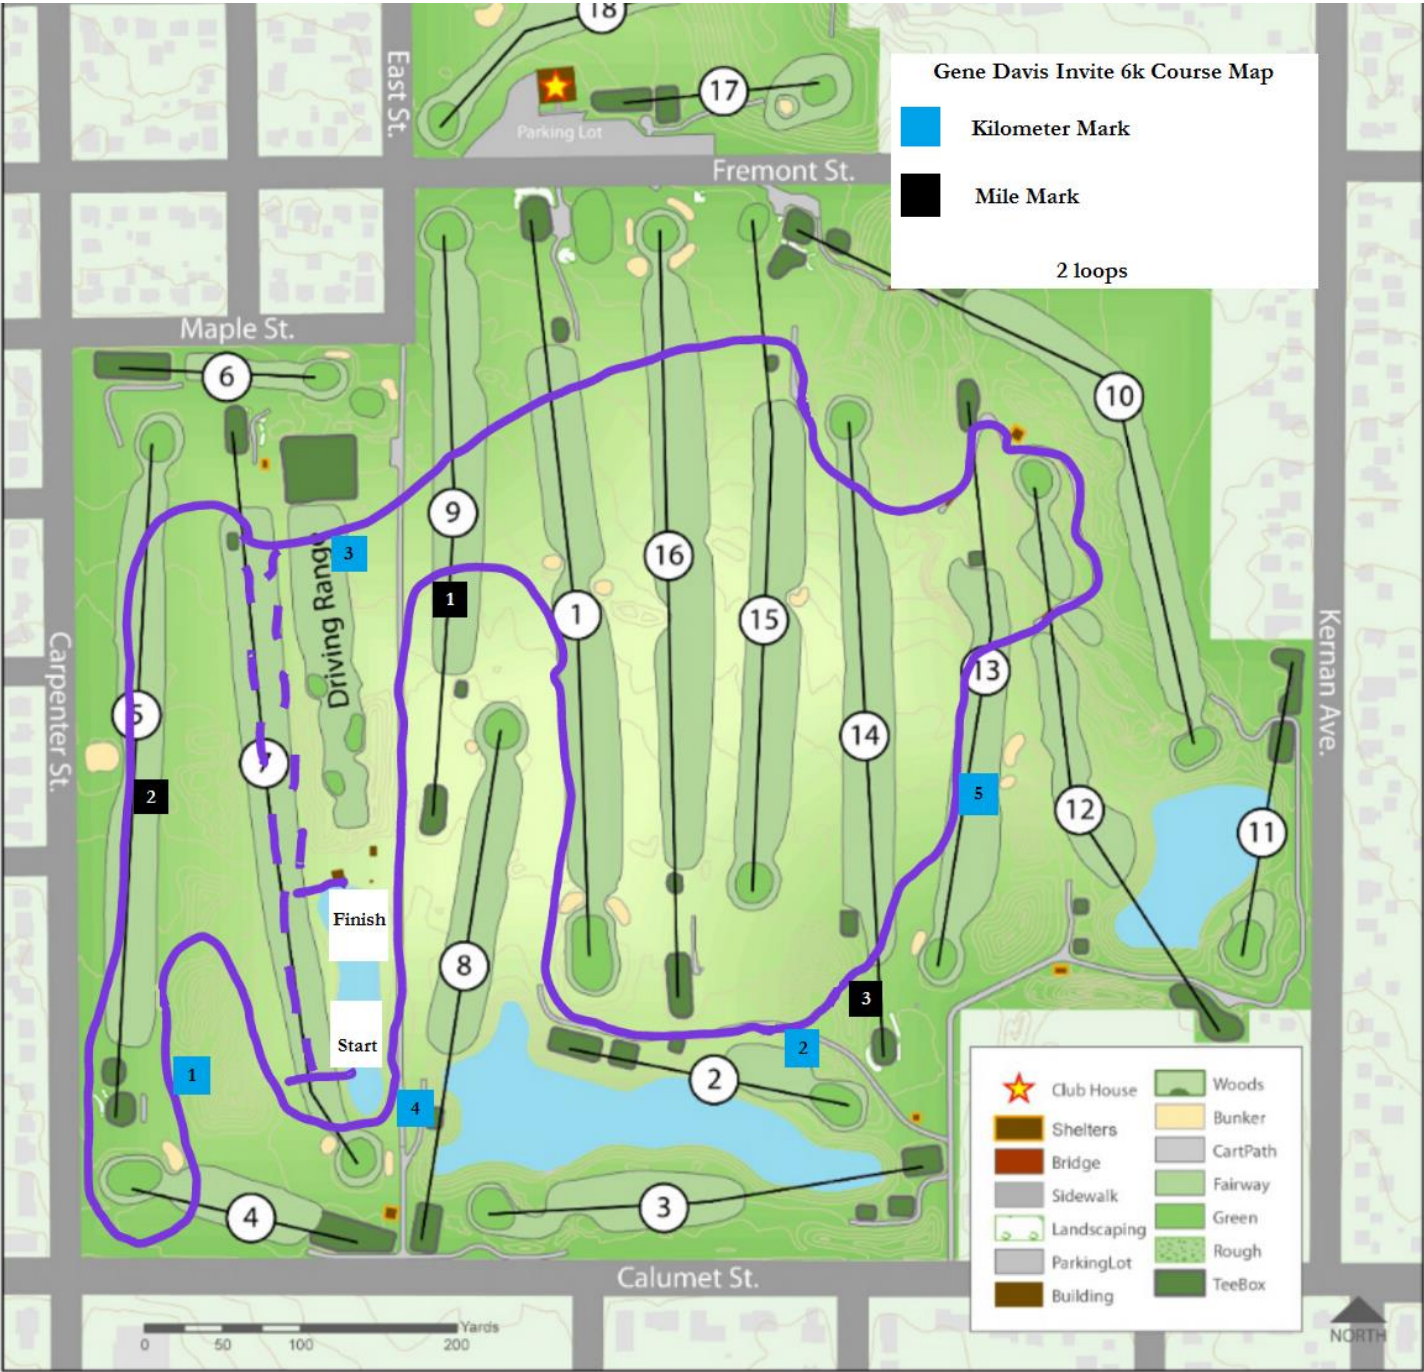 18
East St.
17
Parking Lot
Fremont St.
Gene Davis Invite 6k Course Map
Kilometer Mark
Mile Mark
2 loops
Maple St.
6
10
9
3
1
16
1
15
Driving Range
Carpenter St.
Kernan Ave.
13
5
7
14
2
5
12
11
Finish
8
3
Start
2
1
2
4
4
3
Club House
Shelters
Bridge
Sidewalk
Landscaping
ParkingLot
Building
Woods
Bunker
CartPath
Fairway
Green
Rough
TeeBox
Calumet St.
Yards
0 50 100 200
NORTH